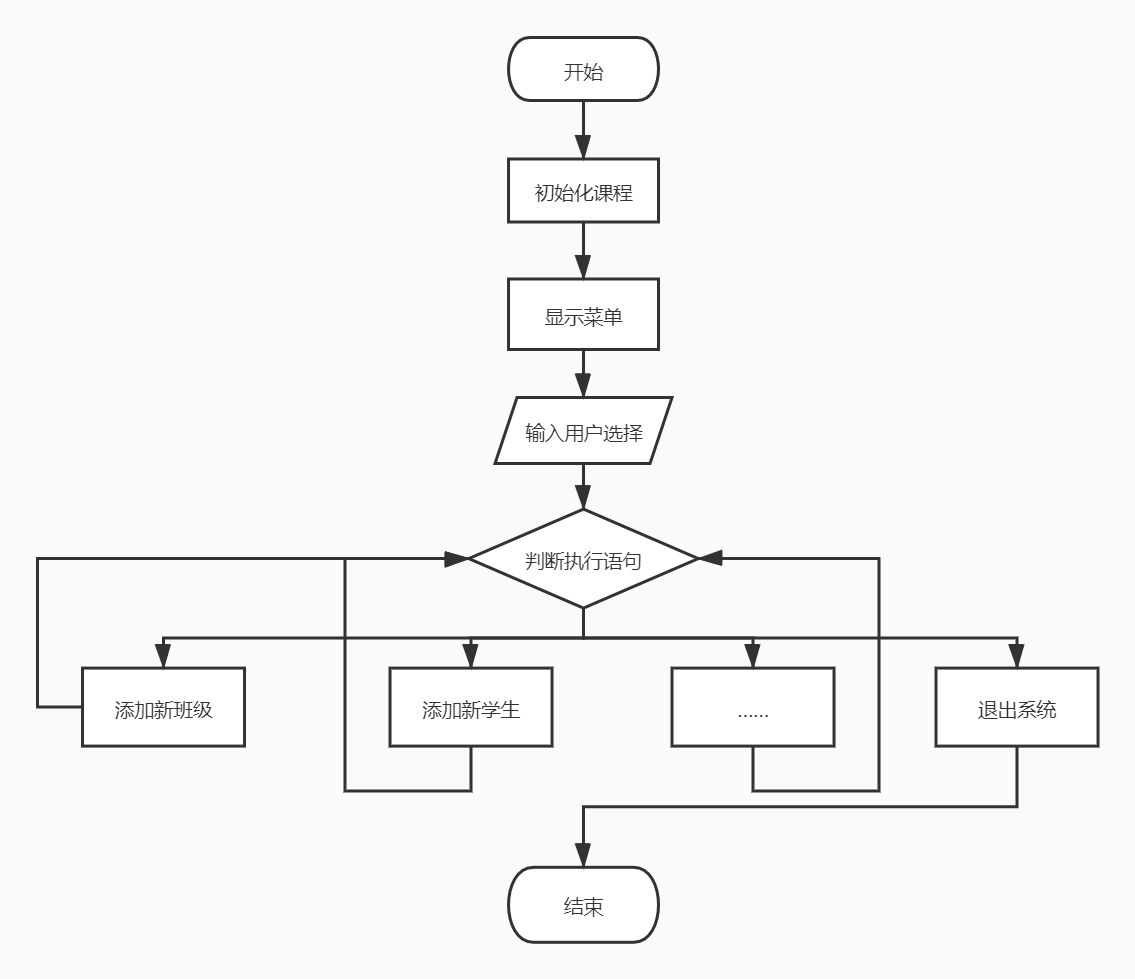 开始
初始化课程
显示菜单
输入用户选择
判断执行语句
添加新班级
添加新学生
......
退出系统
结束